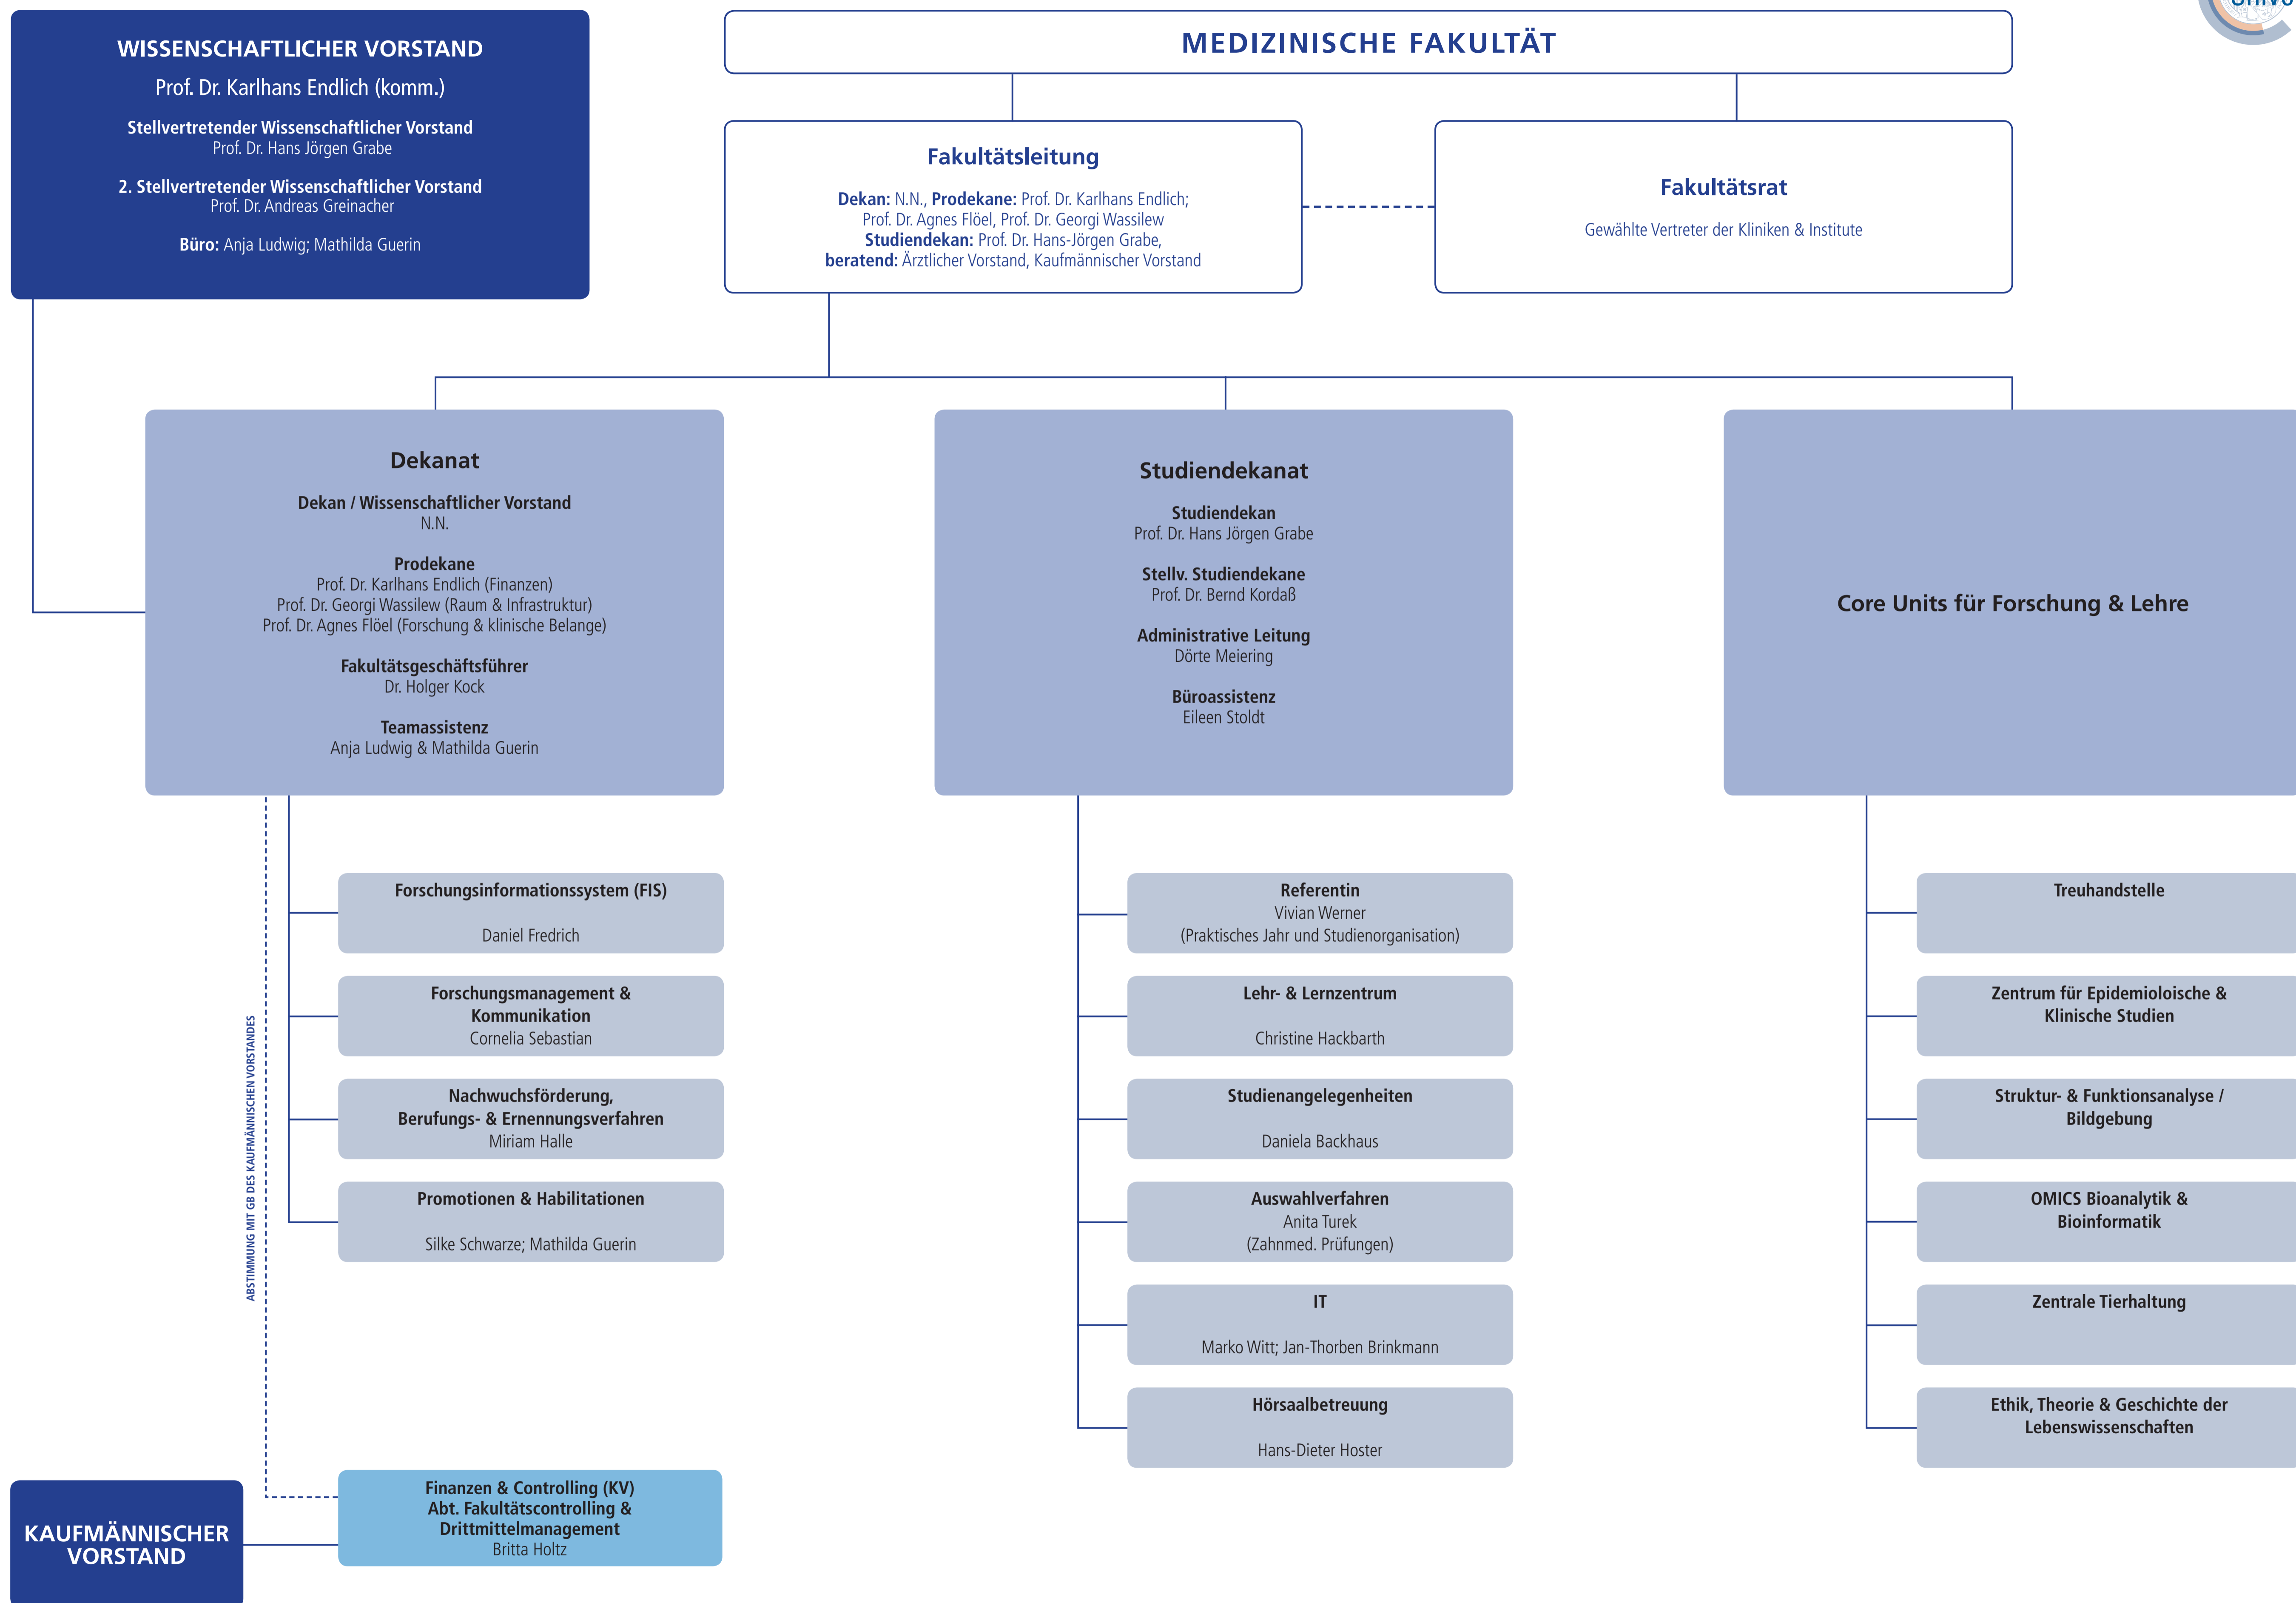 WISSENSCHAFTLICHER VORSTAND
Prof. Dr. Karlhans Endlich (komm.)
Stellvertretender Wissenschaftlicher Vorstand
Prof. Dr. Hans Jörgen Grabe
2. Stellvertretender Wissenschaftlicher Vorstand
Prof. Dr. Andreas Greinacher
Büro: Anja Ludwig; Mathilda Guerin
MEDIZINISCHE FAKULTÄT
Fakultätsleitung
Dekan: N.N., Prodekane: Prof. Dr. Karlhans Endlich;
Prof. Dr. Agnes Flöel, Prof. Dr. Georgi Wassilew
Studiendekan: Prof. Dr. Hans-Jörgen Grabe,
beratend: Ärztlicher Vorstand, Kaufmännischer Vorstand
Fakultätsrat
Gewählte Vertreter der Kliniken & Institute
Dekanat
Dekan / Wissenschaftlicher Vorstand
N.N.
Prodekane
Prof. Dr. Karlhans Endlich (Finanzen)
Prof. Dr. Georgi Wassilew (Raum & Infrastruktur)
Prof. Dr. Agnes Flöel (Forschung & klinische Belange)
Fakultätsgeschäftsführer
Dr. Holger Kock
Teamassistenz
Anja Ludwig & Mathilda Guerin
Studiendekanat
Studiendekan
Prof. Dr. Hans Jörgen Grabe
Stellv. Studiendekane
Prof. Dr. Bernd Kordaß
Administrative Leitung
Dörte Meiering
Büroassistenz
Eileen Stoldt
Core Units für Forschung & Lehre
Forschungsinformationssystem (FIS)
Daniel Fredrich
Forschungsmanagement &
Kommunikation
Cornelia Sebastian
Nachwuchsförderung,
Berufungs- & Ernennungsverfahren
Miriam Halle
Promotionen & Habilitationen
Silke Schwarze; Mathilda Guerin
ABSTIMMUNG MIT GB DES KAUFMÄNNISCHEN VORSTANDES
Referentin
Vivian Werner
(Praktisches Jahr und Studienorganisation)
Lehr- & Lernzentrum
Christine Hackbarth
Studienangelegenheiten
Daniela Backhaus
Auswahlverfahren
Anita Turek
(Zahnmed. Prüfungen)
IT
Marko Witt; Jan-Thorben Brinkmann
Hörsaalbetreuung
Hans-Dieter Hoster
Treuhandstelle
Zentrum für Epidemioloische &
Klinische Studien
Struktur- & Funktionsanalyse /
Bildgebung
OMICS Bioanalytik &
Bioinformatik
Zentrale Tierhaltung
Ethik, Theorie & Geschichte der
Lebenswissenschaften
KAUFMÄNNISCHER
VORSTAND
Finanzen & Controlling (KV)
Abt. Fakultätscontrolling &
Drittmittelmanagement
Britta Holtz